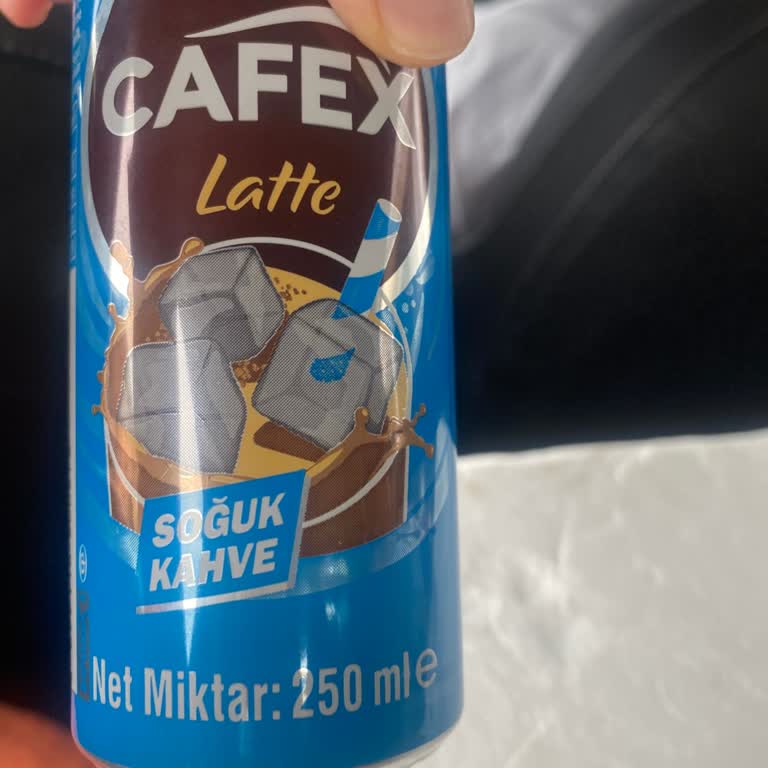 CAFEX
Latte
SOĞUK
KAHVE
Net Miktar: 250 ml e